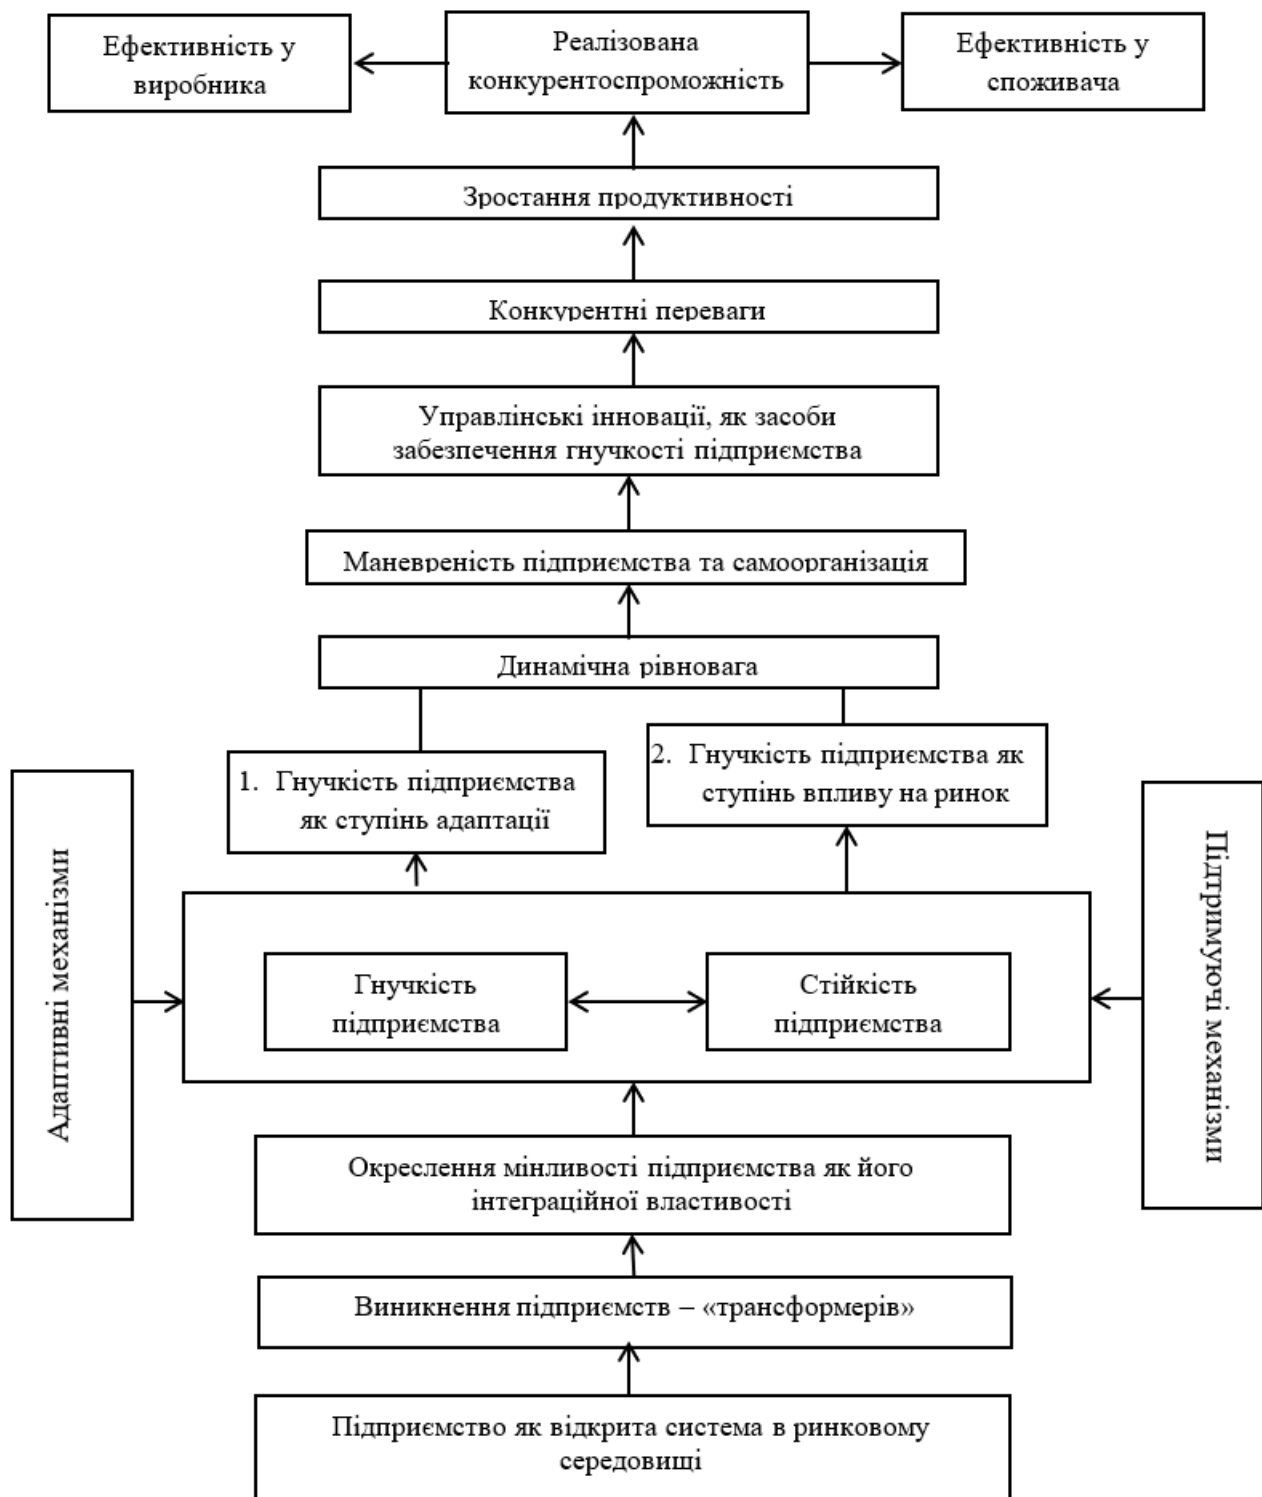 Ефективність у
виробника
Реалізована
конкурентоспроможність
Ефективність у
споживача
Зростання продуктивності
Конкурентні переваги
Управлінські інновації, як засоби
забезпечення гнучкості підприємства
Маневреність підприємства та самоорганізація
Динамічна рівновага
1. Гнучкість підприємства
як ступінь адаптації
2. Гнучкість підприємства як
ступінь впливу на ринок
Адаптивні механізми
Гнучкість
підприємства
Стійкість
підприємства
Підтримуючі механізми
Окреслення мінливості підприємства як його
інтеграційної властивості
Виникнення підприємств – «трансформерів»
Підприємство як відкрита система в ринковому
середовищі